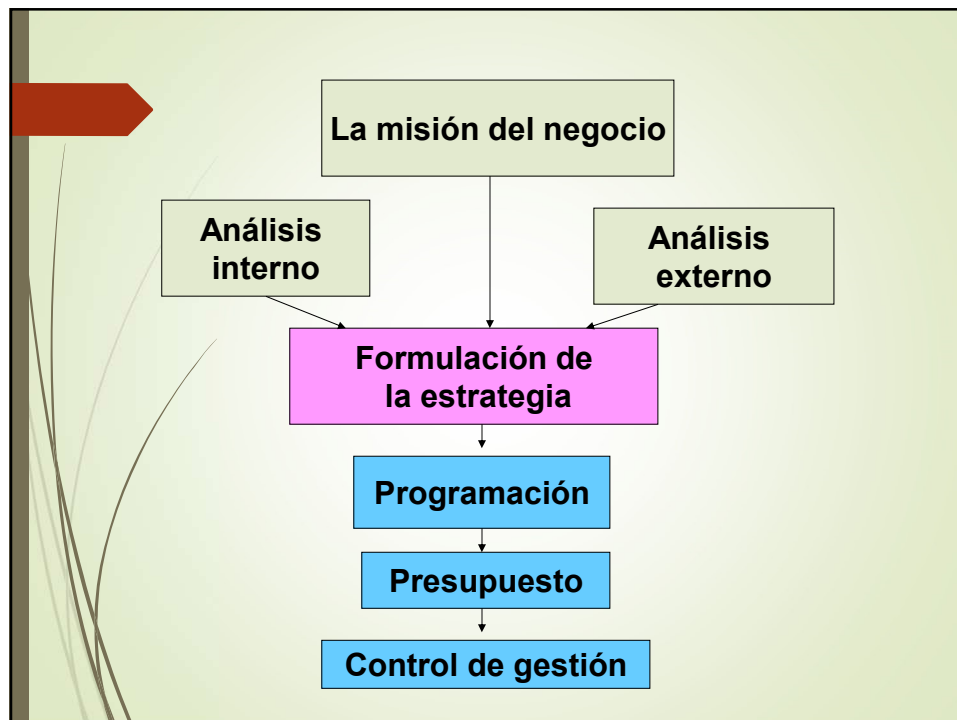 La misión del negocio
Análisis
interno
Análisis
externo
Formulación de
la estrategia
Programación
Presupuesto
Control de gestión